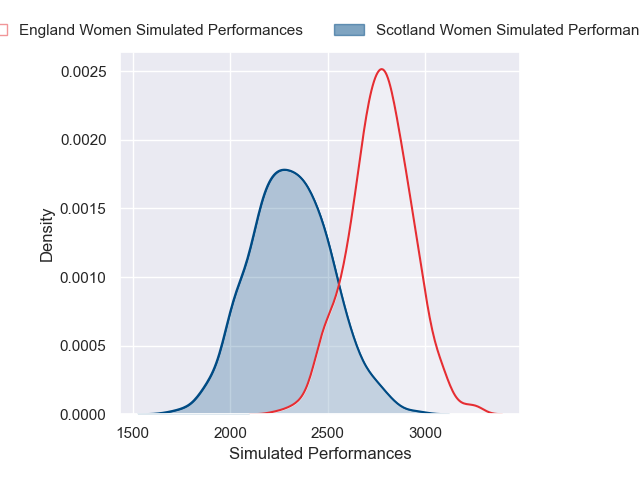 England Women Simulated Performances
Scotland Women Simulated Performan
0.0025
0.0020
0.0015
0.0010
0.0005
0.0000
Density
1500 2000 2500 3000
Simulated Performances